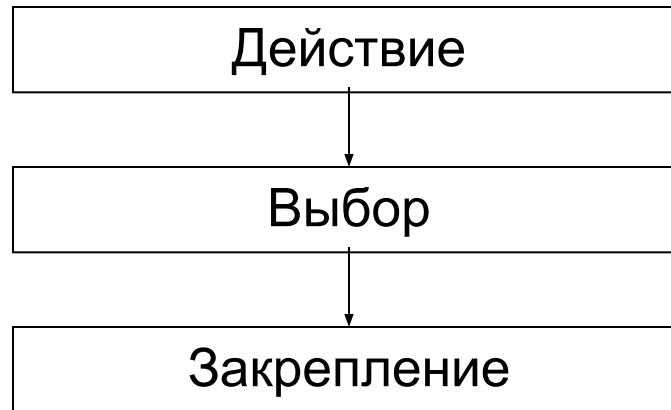 Действие
Выбор
Закрепление